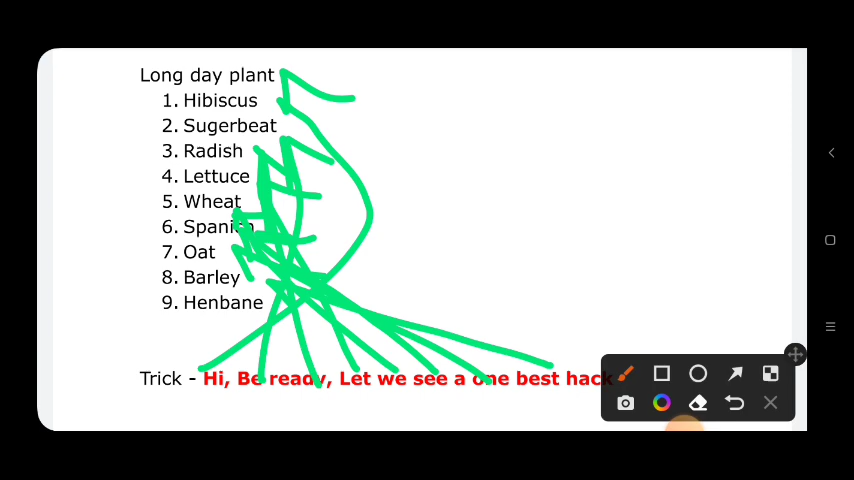 Long day plant
1. Hibiscus
2. Sugerbeat
3. Radish
4. Lettuce
5. Wheat
6. Spanich
7. Oat
8. Barley
9. Henbane
Trick - Hi, Be ready, Let we see a one best hack